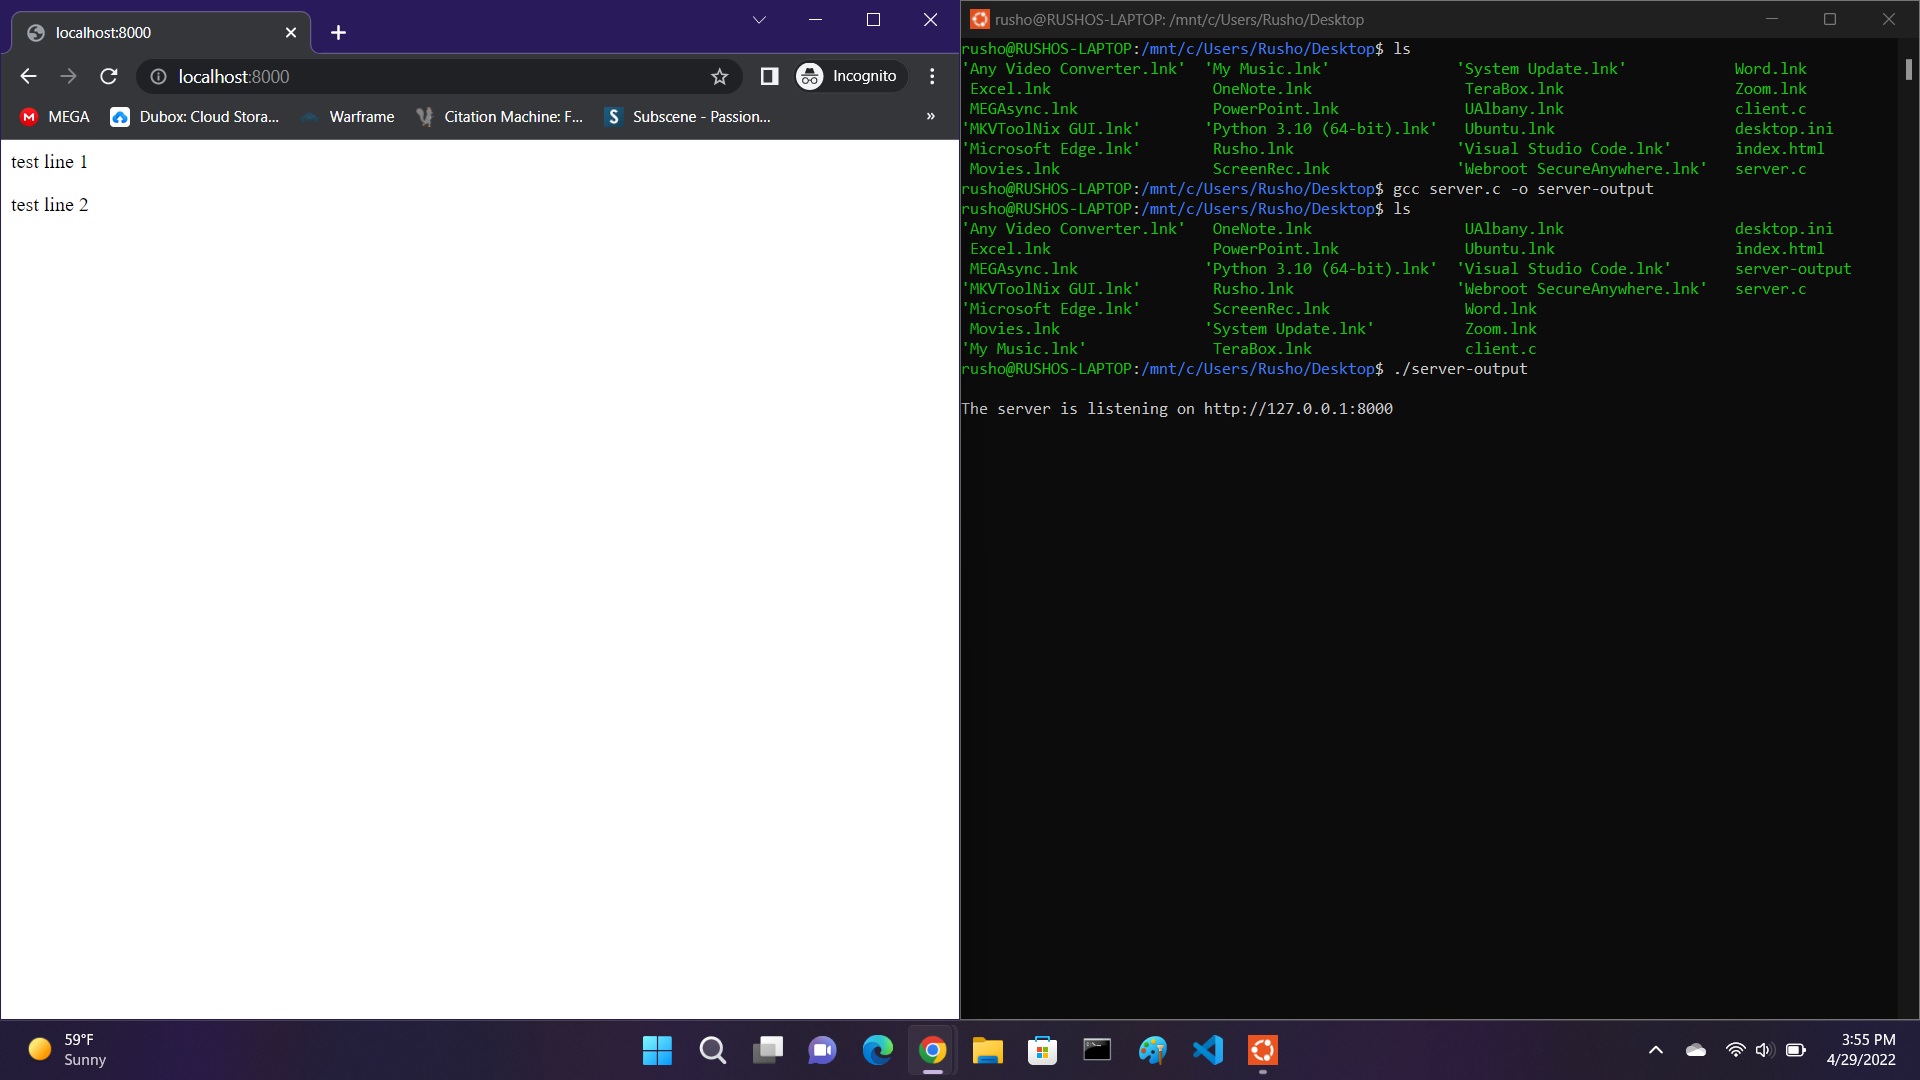 localhost:8000
localhost:8000
Incognito
MEGA Dubox: Cloud Stora... Warframe Citation Machine: F... Subscene - Passion... »
test line 1
test line 2
rusho@RUSHOS-LAPTOP: /mnt/c/Users/Rusho/Desktop
rusho@RUSHOS-LAPTOP:/mnt/c/Users/Rusho/Desktop$ ls
'Any Video Converter.lnk' 'My Music.lnk' 'System Update.lnk' Word.lnk
Excel.lnk OneNote.lnk TeraBox.lnk Zoom.lnk
MEGAsync.lnk PowerPoint.lnk UAlbany.lnk client.c
'MKVToolNix GUI.lnk' 'Python 3.10 (64-bit).lnk' Ubuntu.lnk desktop.ini
'Microsoft Edge.lnk' Rusho.lnk 'Visual Studio Code.lnk' index.html
Movies.lnk ScreenRec.lnk 'Webroot SecureAnywhere.lnk' server.c
rusho@RUSHOS-LAPTOP:/mnt/c/Users/Rusho/Desktop$ gcc server.c -o server-output
rusho@RUSHOS-LAPTOP:/mnt/c/Users/Rusho/Desktop$ ls
'Any Video Converter.lnk' OneNote.lnk UAlbany.lnk desktop.ini
Excel.lnk PowerPoint.lnk Ubuntu.lnk index.html
MEGAsync.lnk 'Python 3.10 (64-bit).lnk' 'Visual Studio Code.lnk' server-output
'MKVToolNix GUI.lnk' Rusho.lnk 'Webroot SecureAnywhere.lnk' server.c
'Microsoft Edge.lnk' ScreenRec.lnk Word.lnk
Movies.lnk 'System Update.lnk' Zoom.lnk
'My Music.lnk' TeraBox.lnk client.c
rusho@RUSHOS-LAPTOP:/mnt/c/Users/Rusho/Desktop$ ./server-output
The server is listening on http://127.0.0.1:8000
59°F
Sunny
3:55 PM
4/29/2022